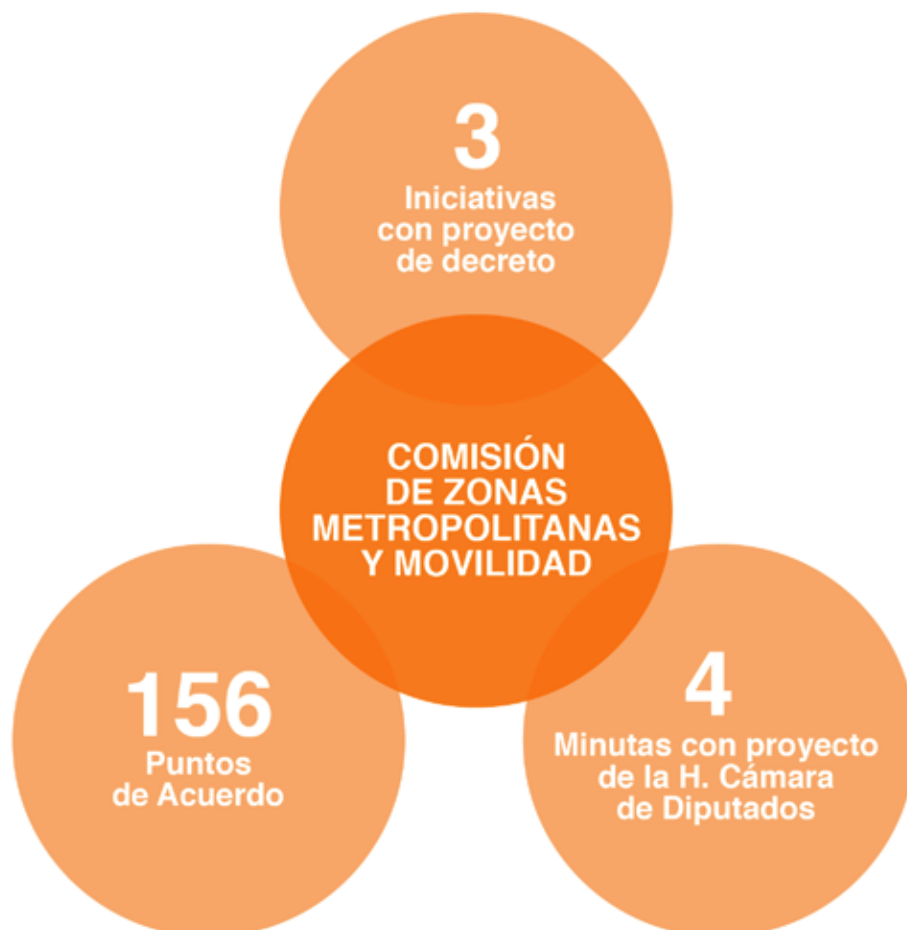 3
Iniciativas
con proyecto
de decreto
COMISIÓN
DE ZONAS
METROPOLITANAS
Y MOVILIDAD
156
Puntos
de Acuerdo
4
Minutas con proyecto
de la H. Cámara
de Diputados